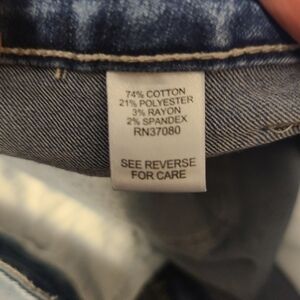 74% COTTON
21% POLYESTER
3% RAYON
2% SPANDEX
RN37080
SEE REVERSE
FOR CARE